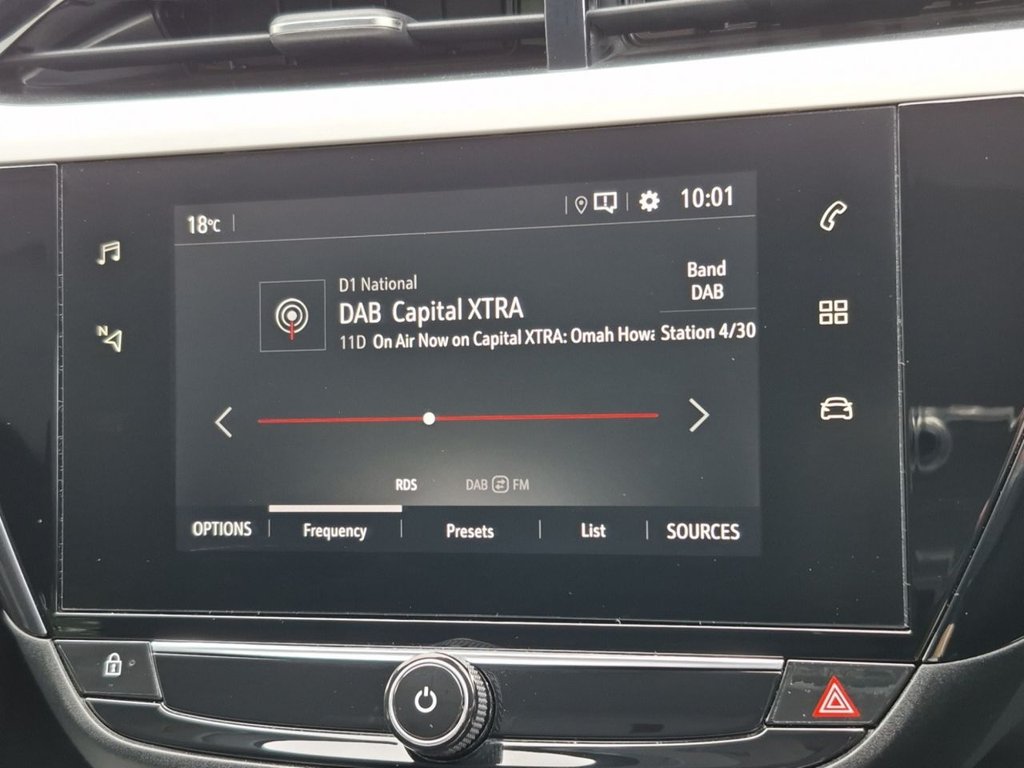 18°C
10:01
N
D1 National
DAB Capital XTRA
11D On Air Now on Capital XTRA: Omah Howa
Band
DAB
Station 4/30
RDS
DAB FM
OPTIONS
Frequency
Presets
List
SOURCES